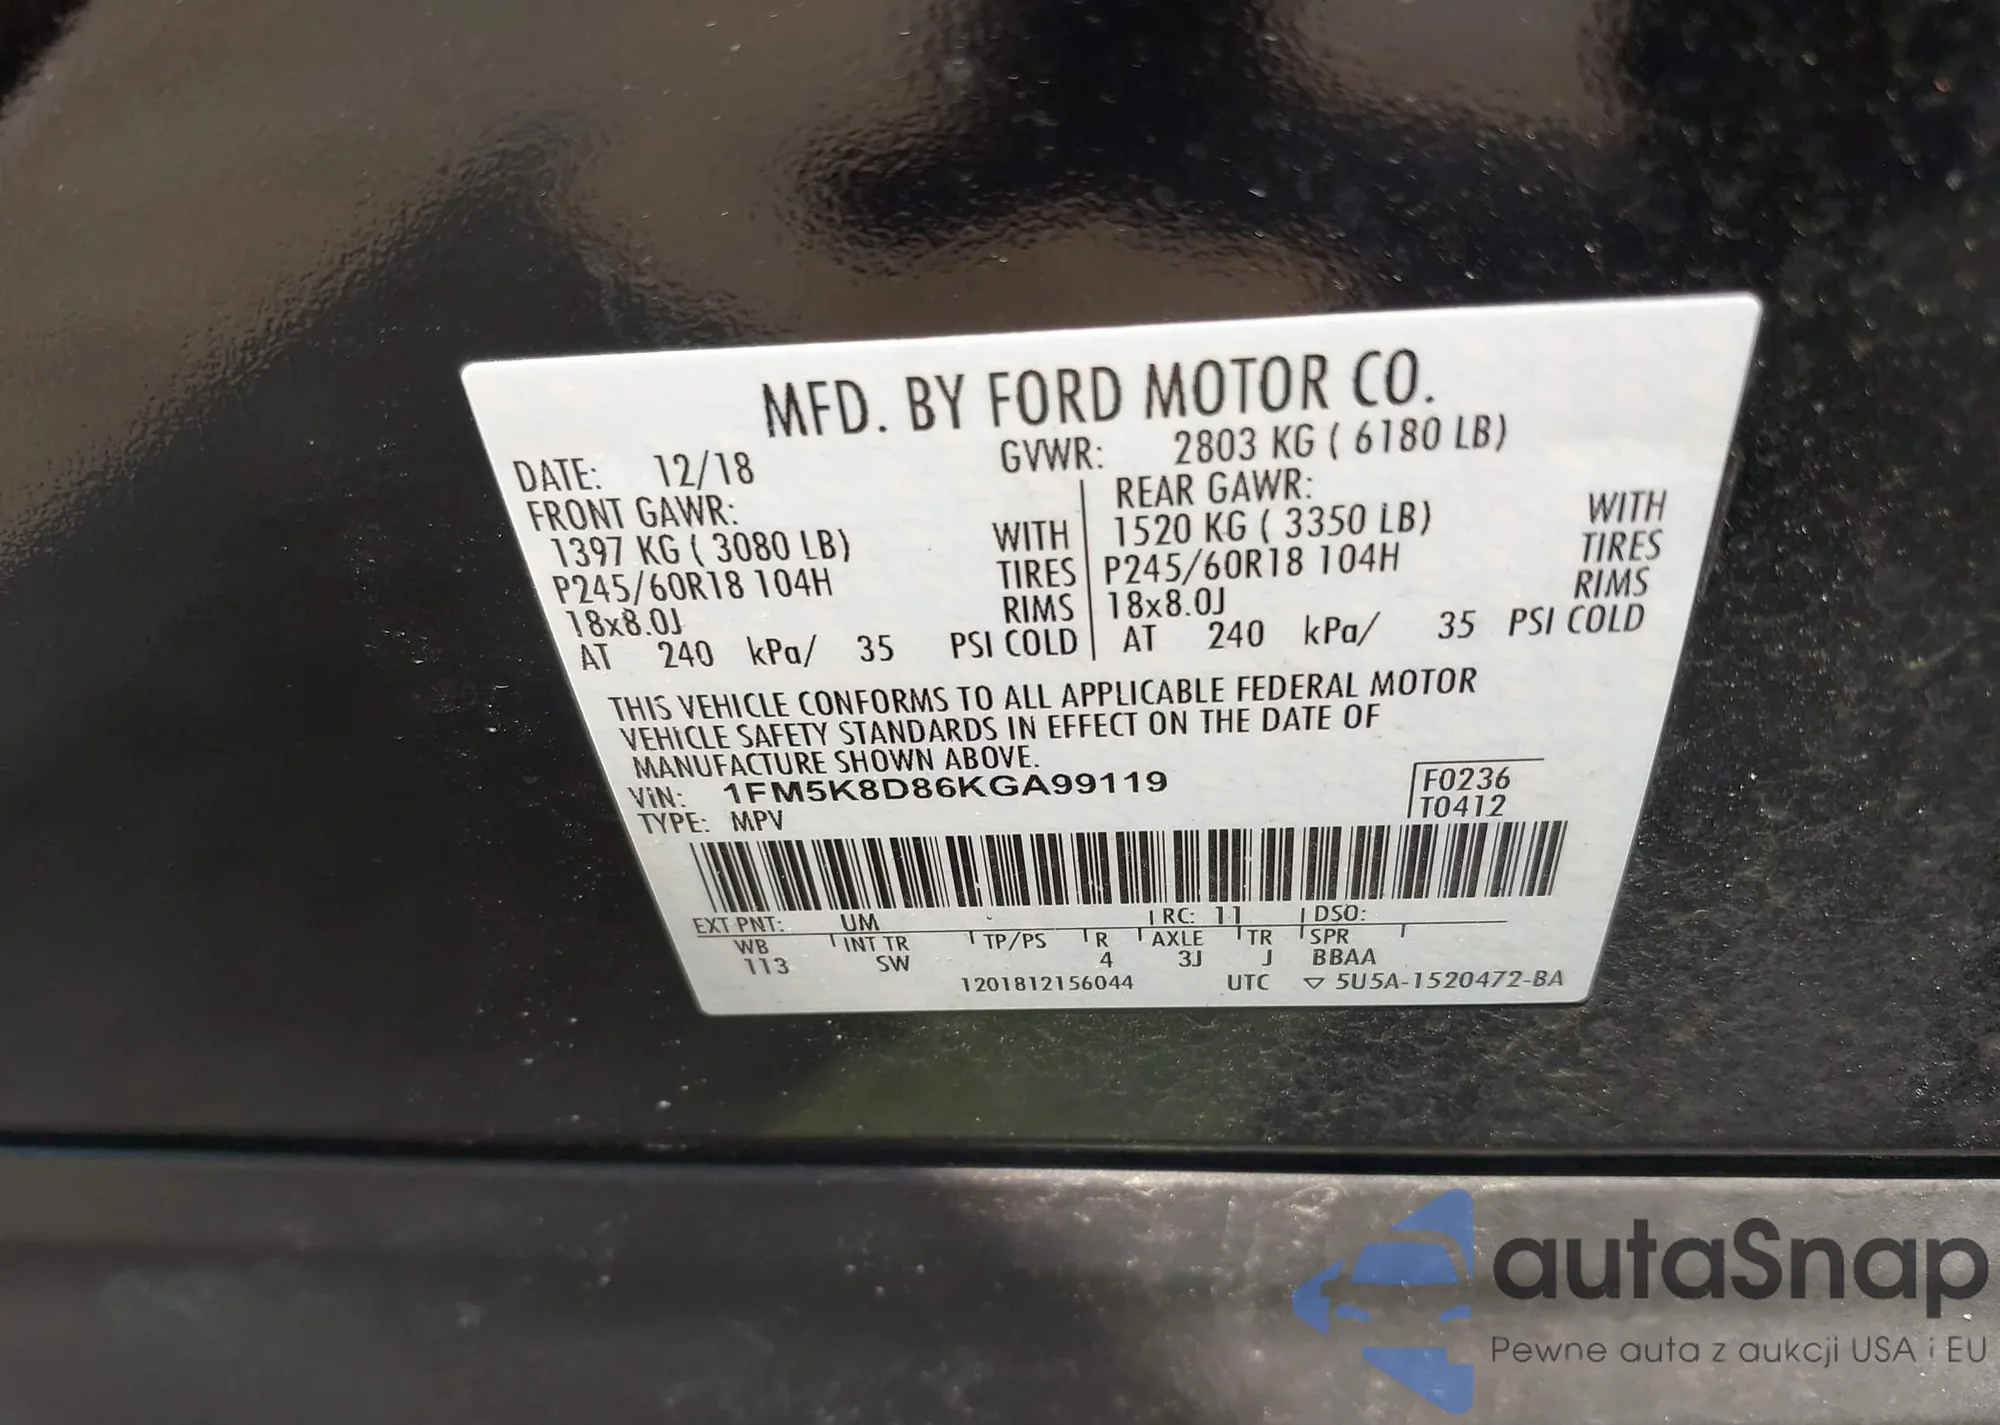 MFD. BY FORD MOTOR CO.
DATE: 12/18 GVWR: 2803 KG ( 6180 LB)
FRONT GAWR: REAR GAWR:
1397 KG ( 3080 LB) WITH 1520 KG ( 3350 LB) WITH
P245/60R18 104H TIRES P245/60R18 104H TIRES
18x8.0J RIMS 18x8.0J RIMS
AT 240 kPa/ 35 PSI COLD AT 240 kPa/ 35 PSI COLD
THIS VEHICLE CONFORMS TO ALL APPLICABLE FEDERAL MOTOR
VEHICLE SAFETY STANDARDS IN EFFECT ON THE DATE OF
MANUFACTURE SHOWN ABOVE.
VIN: 1FM5K8D86KGA99119 F0236
TYPE: MPV T0412
EXT PNT: UM RC: 11 DSO:
WB INT TR TP/PS R AXLE TR SPR
113 SW 4 3J J BBAA
1201812156044 UTC ▽ 5U5A-1520472-BA
autaSnap
Pewne auta z aukcji USA i EU